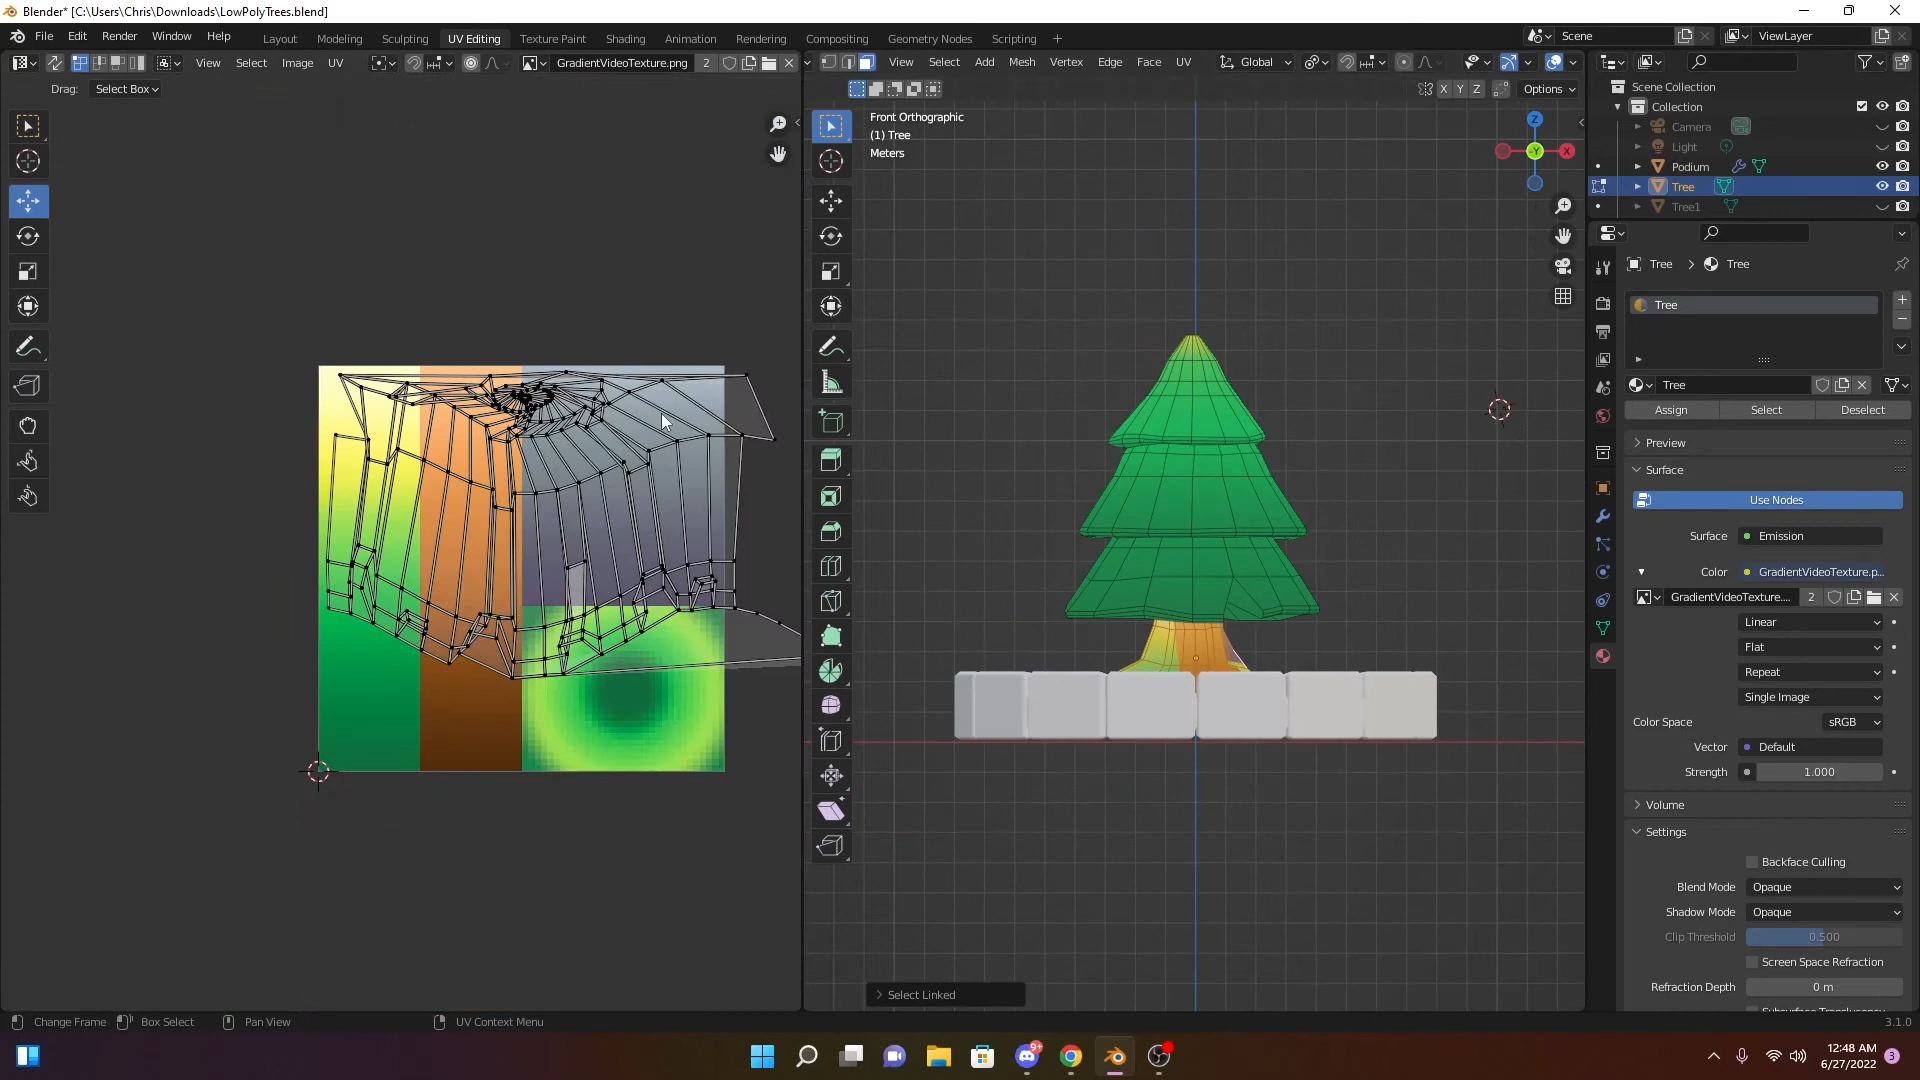 Blender* [C:\Users\Chris\Downloads\LowPolyTrees.blend]
File Edit Render Window Help
Layout Modeling Sculpting UV Editing Texture Paint Shading Animation Rendering Compositing Geometry Nodes Scripting +
Scene
ViewLayer
View Select Image UV
GradientVideoTexture.png 2
View Select Add Mesh Vertex Edge Face UV
Global
Drag: Select Box
X Y Z
Options
Front Orthographic
(1) Tree
Meters
Z
-Y
X
Scene Collection
Collection
Camera
Light
Podium
Tree
Tree1
Tree > Tree
Tree
Tree
Assign Select Deselect
Preview
Surface
Use Nodes
Surface Emission
Color GradientVideoTexture.p...
GradientVideoTexture.... 2
Linear
Flat
Repeat
Single Image
Color Space sRGB
Vector Default
Strength 1.000
Volume
Settings
Backface Culling
Blend Mode Opaque
Shadow Mode Opaque
Clip Threshold 0.500
Screen Space Refraction
Refraction Depth 0 m
Subsurface Translucency
Select Linked
Change Frame Box Select Pan View UV Context Menu
3.1.0
9+
12:48 AM
6/27/2022
3